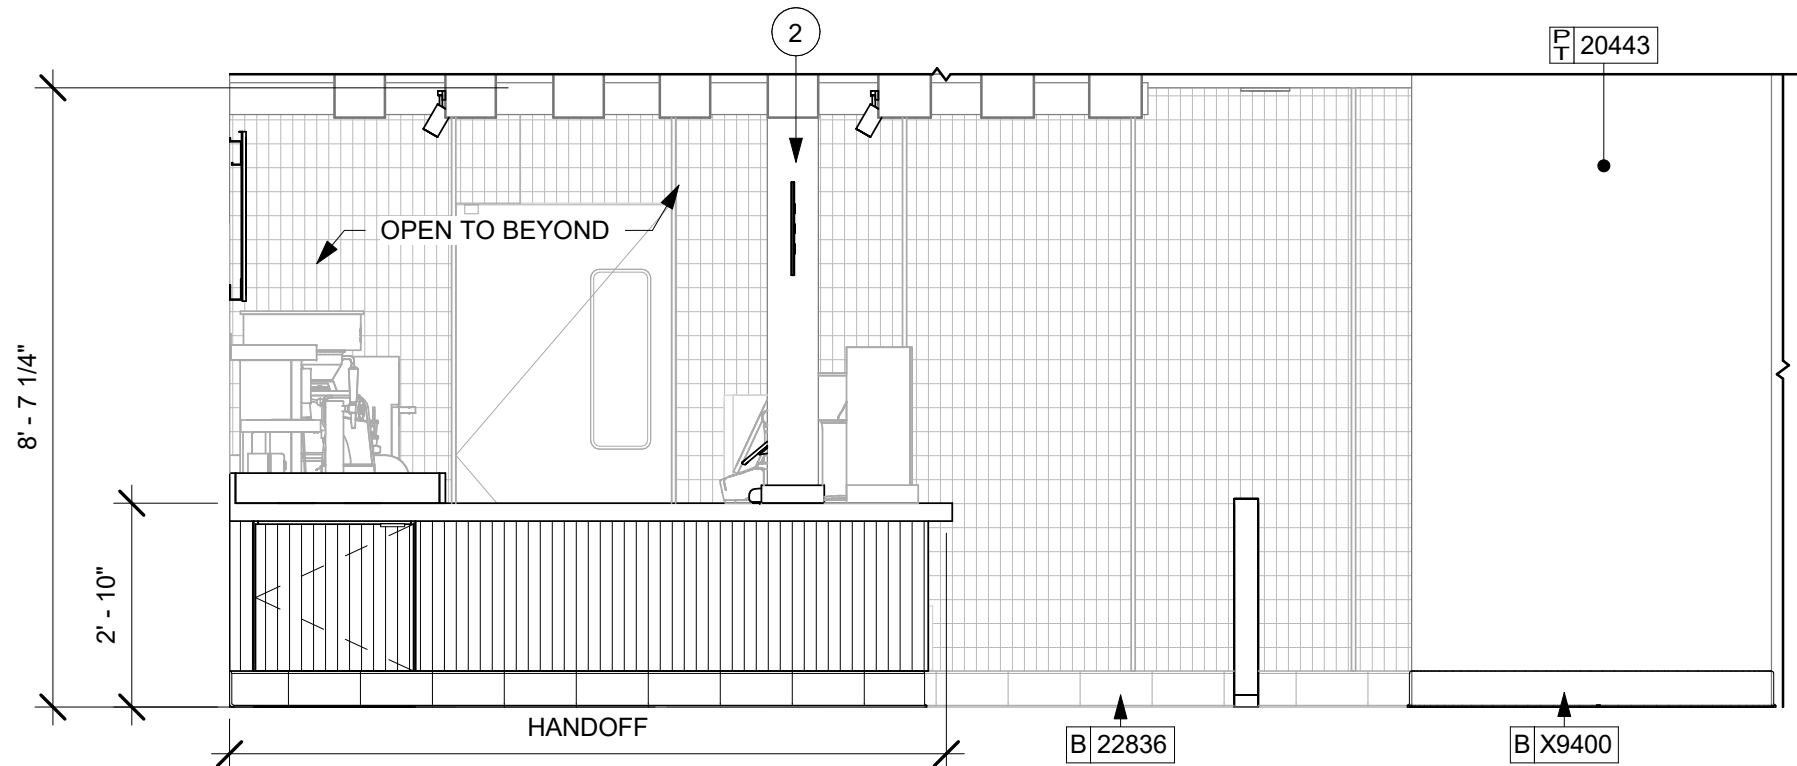 2
PT 20443
OPEN TO BEYOND
8' - 7 1/4"
2' - 10"
HANDOFF
B 22836
B X9400